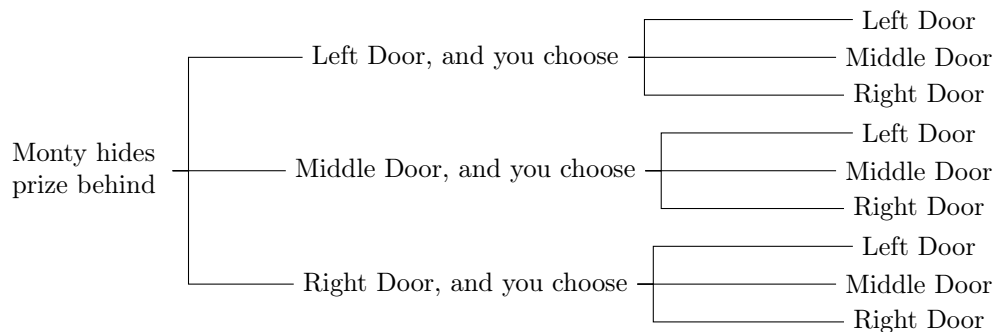 Monty hides
prize behind
Left Door, and you choose
Left Door
Middle Door
Right Door
Middle Door, and you choose
Left Door
Middle Door
Right Door
Right Door, and you choose
Left Door
Middle Door
Right Door